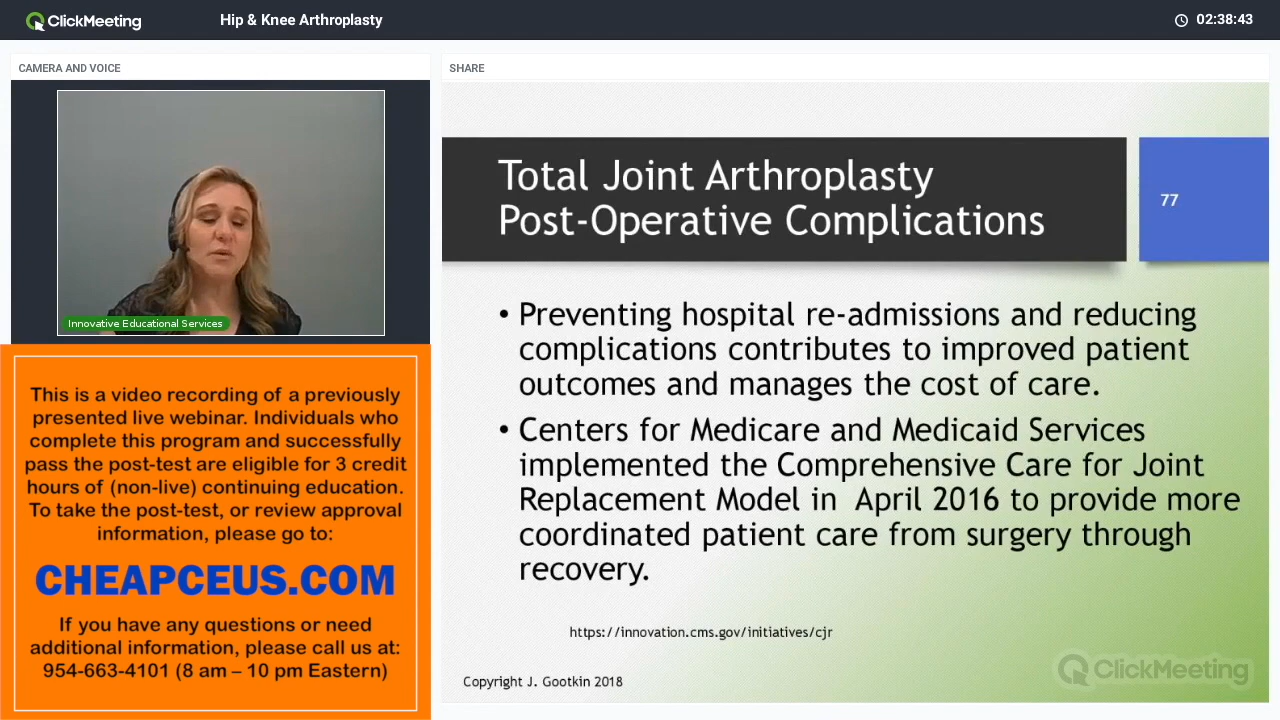 ClickMeeting
Hip & Knee Arthroplasty
02:38:43
CAMERA AND VOICE
Innovative Educational Services
This is a video recording of a previously
presented live webinar. Individuals who
complete this program and successfully
pass the post-test are eligible for 3 credit
hours of (non-live) continuing education.
To take the post-test, or review approval
information, please go to:
CHEAPCEUS.COM
If you have any questions or need
additional information, please call us at:
954-663-4101 (8 am – 10 pm Eastern)
SHARE
Total Joint Arthroplasty
Post-Operative Complications
77
• Preventing hospital re-admissions and reducing
complications contributes to improved patient
outcomes and manages the cost of care.
• Centers for Medicare and Medicaid Services
implemented the Comprehensive Care for Joint
Replacement Model in April 2016 to provide more
coordinated patient care from surgery through
recovery.
https://innovation.cms.gov/initiatives/cjr
Copyright J. Gootkin 2018
ClickMeeting